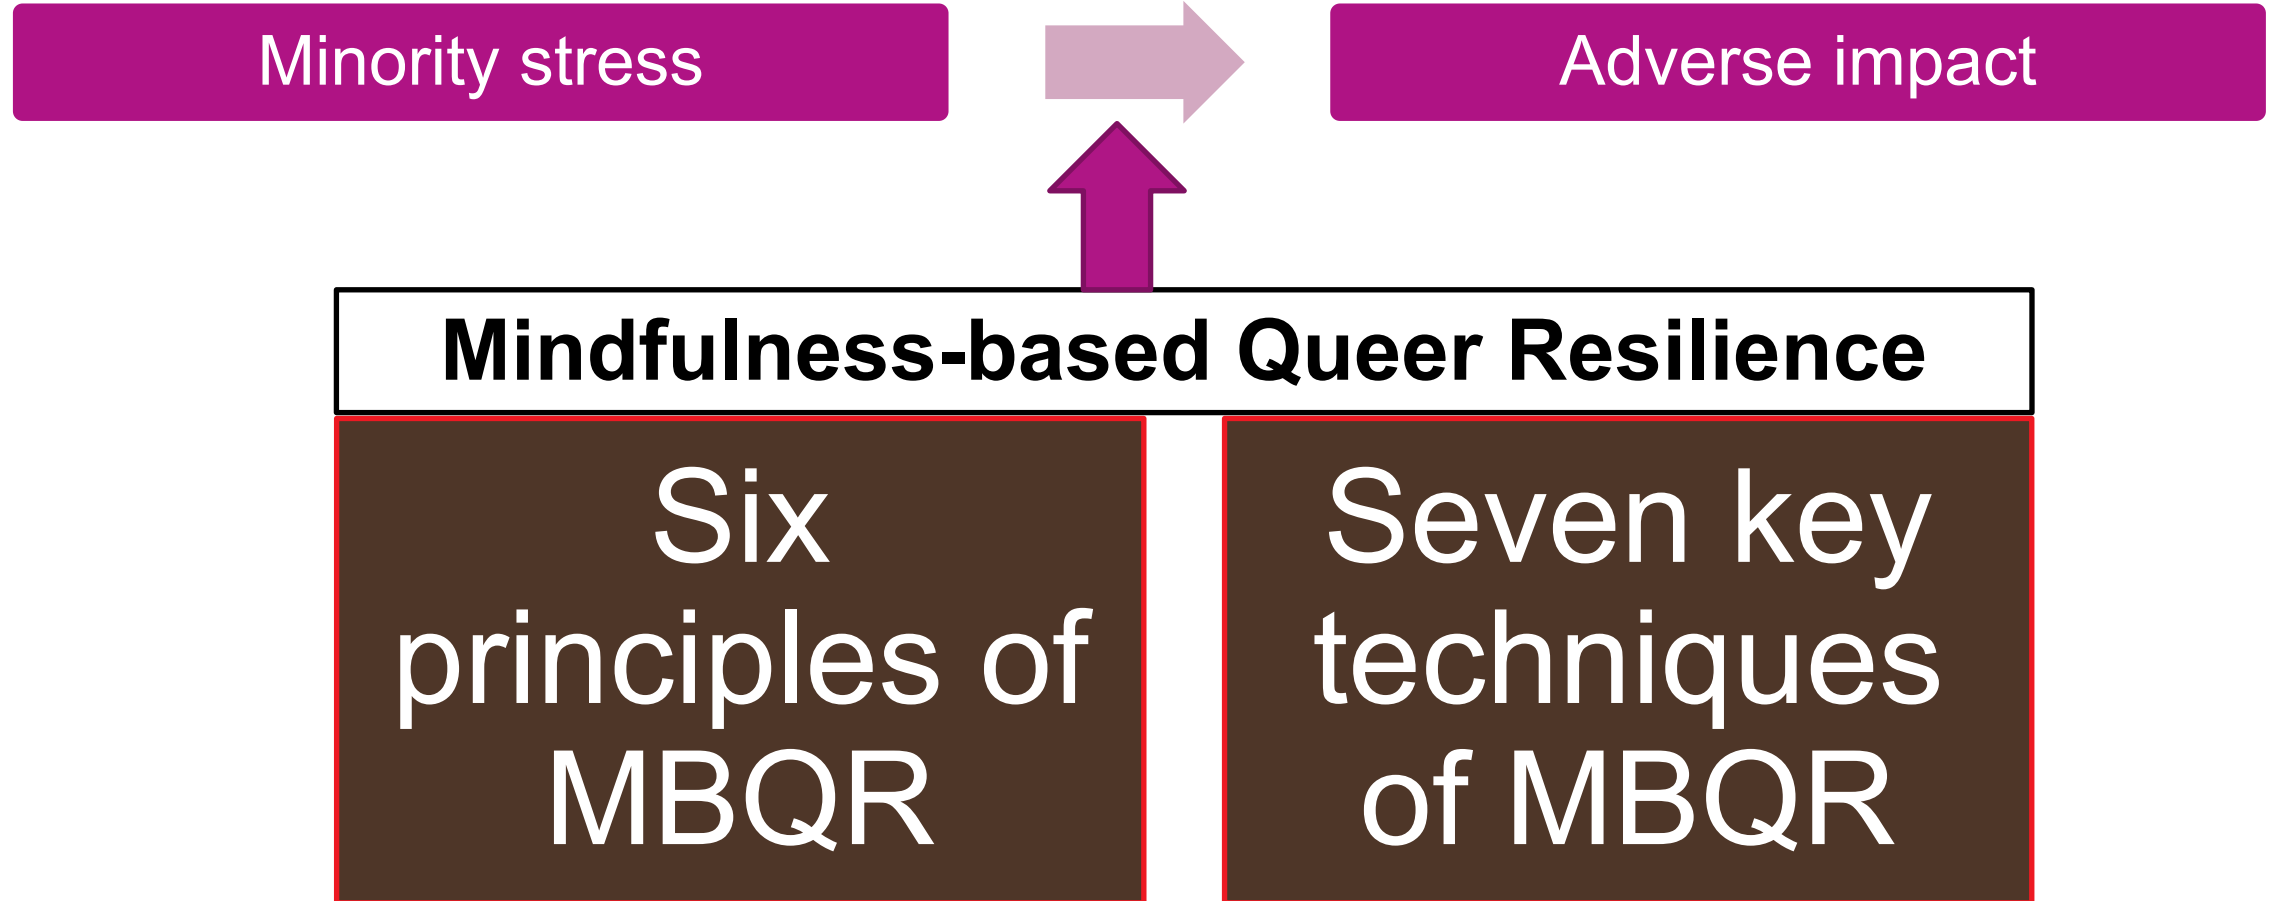 Minority stress
Adverse impact
Mindfulness-based Queer Resilience
Six
principles of
MBQR
Seven key
techniques
of MBQR